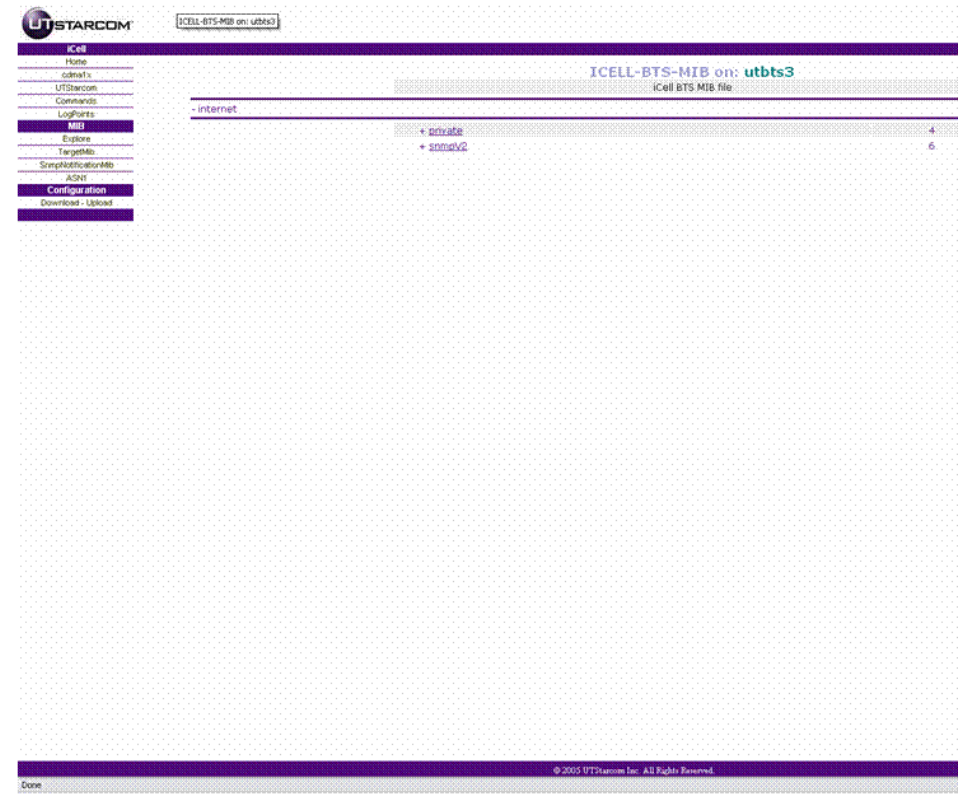 UTSTARCOM
ICELL-BTS-MIB on: utbts3
iCell
Home
cdma1x
UTStarcom
Commands
LogPoints
MIB
Explore
TargetMib
SnmpNotificationMib
ASN1
Configuration
Download - Upload
ICELL-BTS-MIB on: utbts3
iCell BTS MIB file
- internet
+ private 4
+ snmpV2 6
© 2005 UTStarcom Inc. All Rights Reserved.
Done